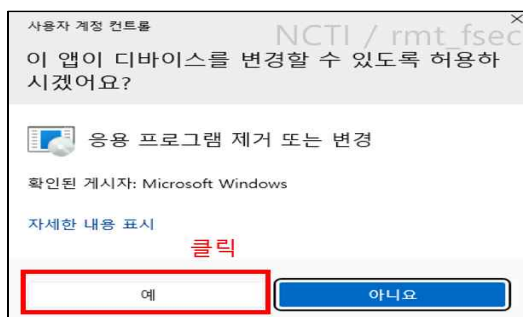 사용자 계정 컨트롤
NCTI / rmt_fsec
이 앱이 디바이스를 변경할 수 있도록 허용하
시겠어요?
응용 프로그램 제거 또는 변경
확인된 게시자: Microsoft Windows
자세한 내용 표시
클릭
예
아니요